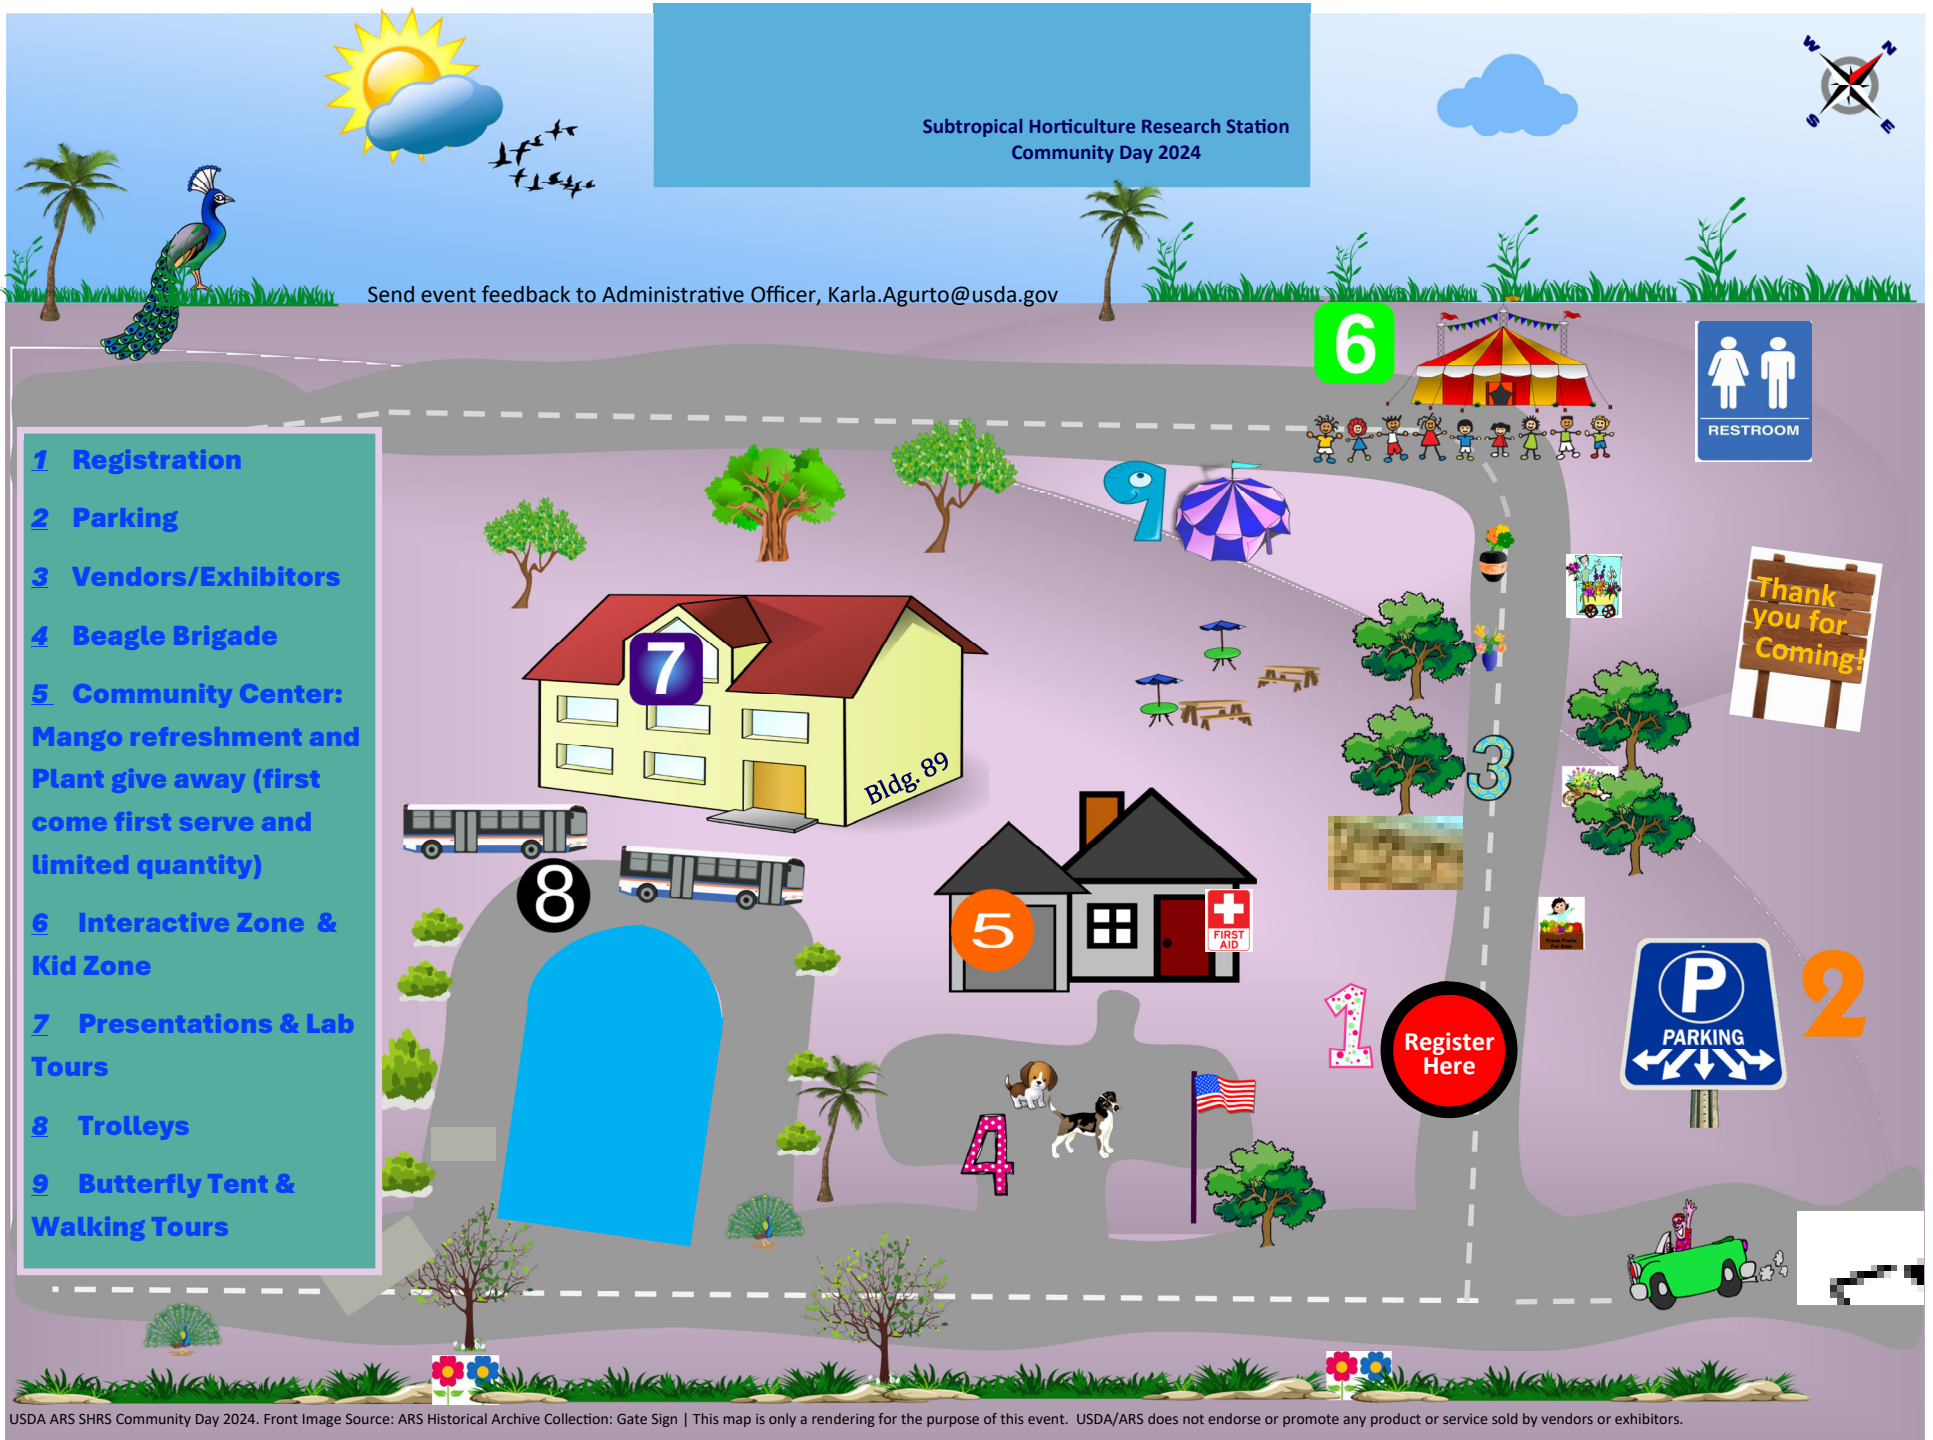 Subtropical Horticulture Research Station
Community Day 2024
W
N
S
E
Send event feedback to Administrative Officer, Karla.Agurto@usda.gov
6
RESTROOM
1 Registration
2 Parking
3 Vendors/Exhibitors
4 Beagle Brigade
5 Community Center:
Mango refreshment and
Plant give away (first
come first serve and
limited quantity)
6 Interactive Zone &
Kid Zone
7 Presentations & Lab
Tours
8 Trolleys
9 Butterfly Tent &
Walking Tours
9
Thank
you for
Coming!
7
Bldg. 89
3
8
5
FIRST
AID
Fresh Fruits
For Sale
P
PARKING
2
1
Register
Here
4
USDA ARS SHRS Community Day 2024. Front Image Source: ARS Historical Archive Collection: Gate Sign | This map is only a rendering for the purpose of this event. USDA/ARS does not endorse or promote any product or service sold by vendors or exhibitors.